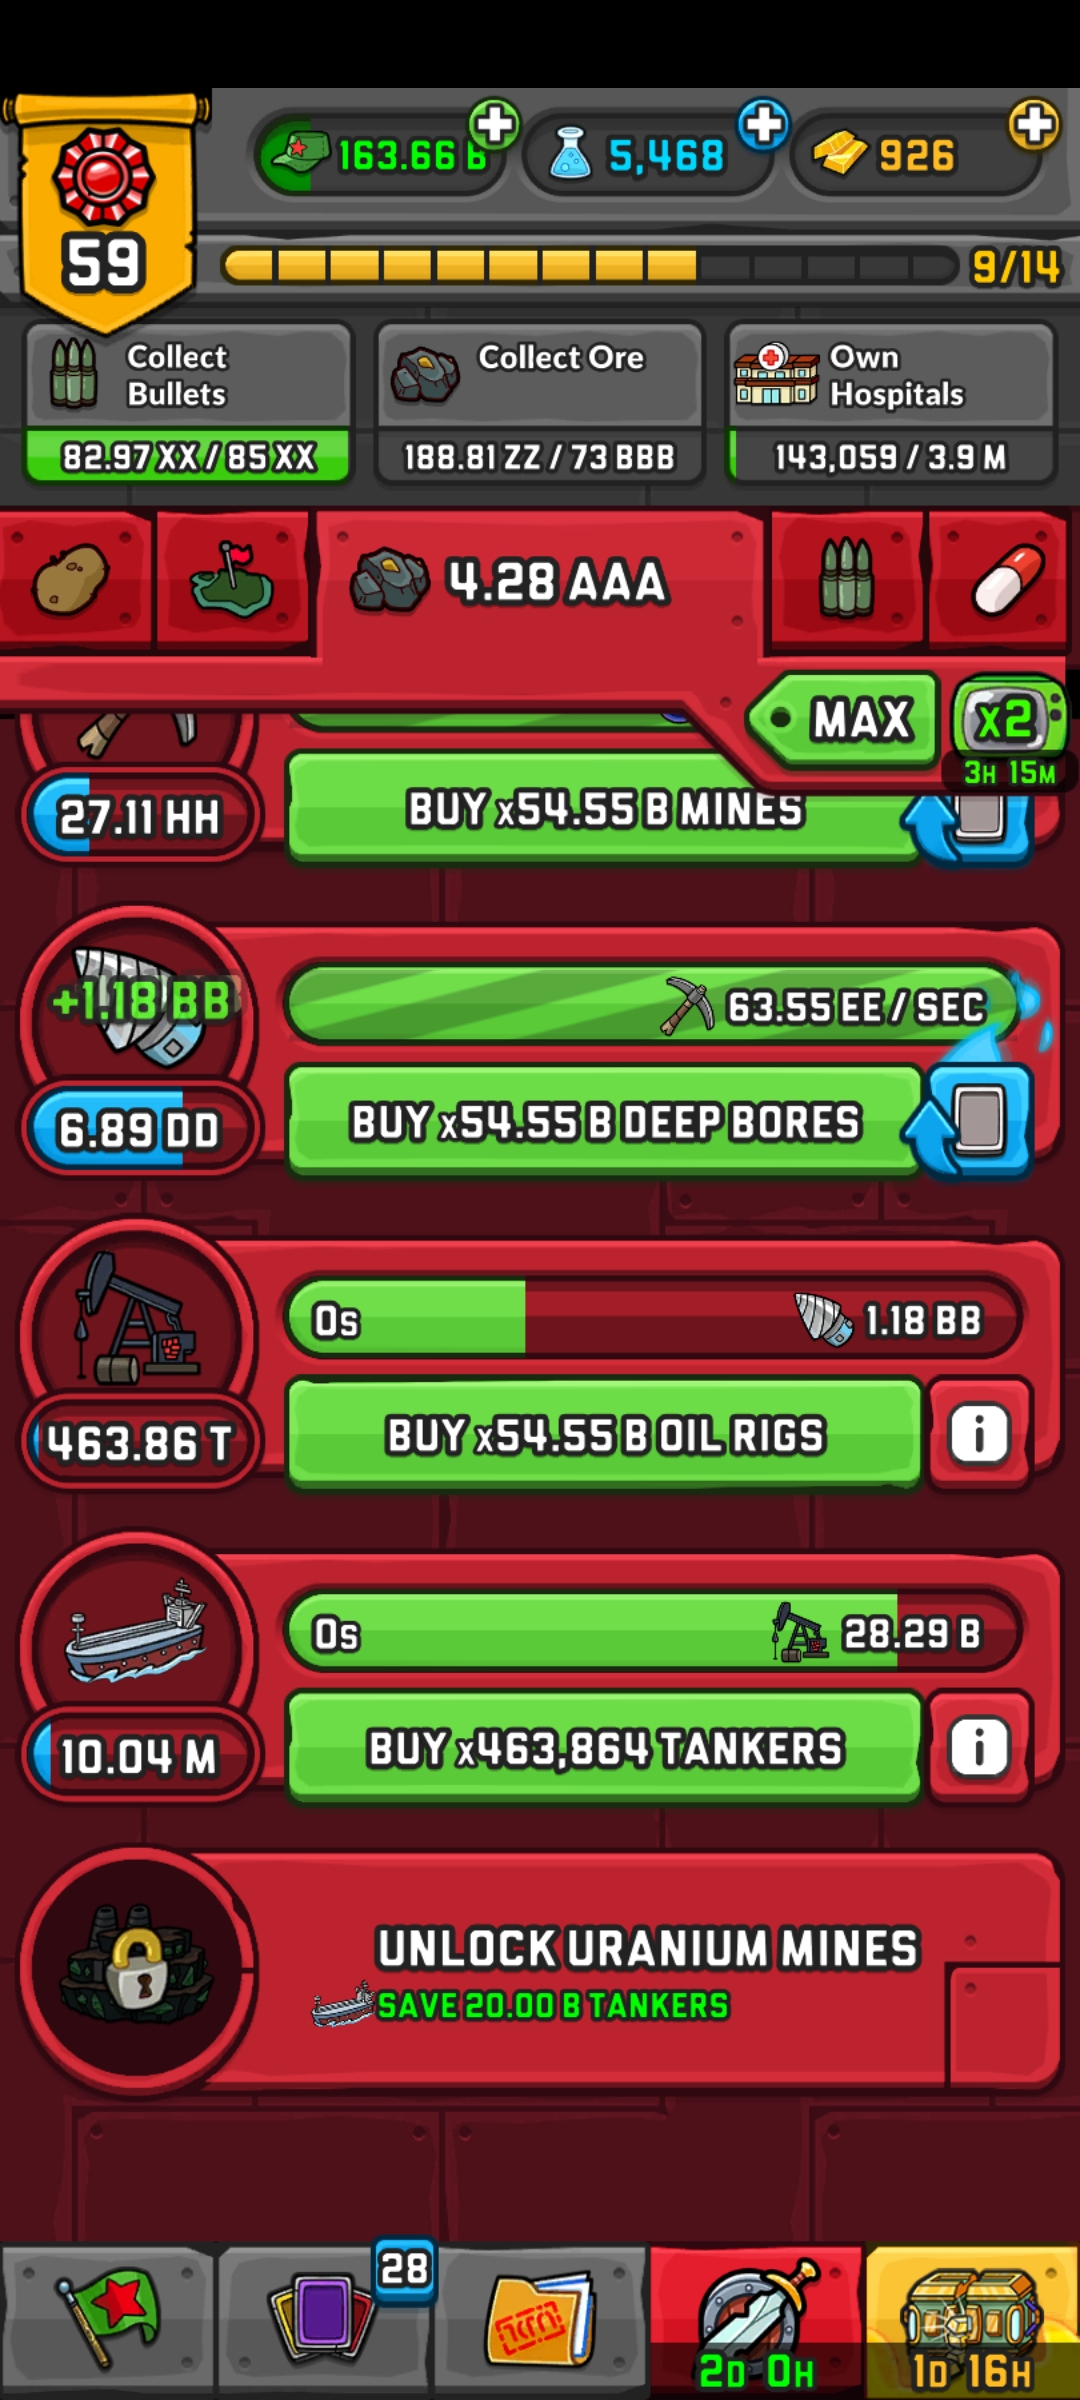 163.66 B
5,468
926
59
9/14
Collect
Bullets
82.97 XX / 85 XX
Collect Ore
188.81 ZZ / 73 BBB
Own
Hospitals
143,059 / 3.9 M
4.28 AAA
MAX
x2
3H 15M
27.11 HH
BUY x54.55 B MINES
+1.18 BB
63.55 EE / SEC
6.89 DD
BUY x54.55 B DEEP BORES
0s
1.18 BB
463.86 T
BUY x54.55 B OIL RIGS
i
0s
28.29 B
10.04 M
BUY x463,864 TANKERS
i
UNLOCK URANIUM MINES
SAVE 20.00 B TANKERS
28
2D 0H
1D 16H